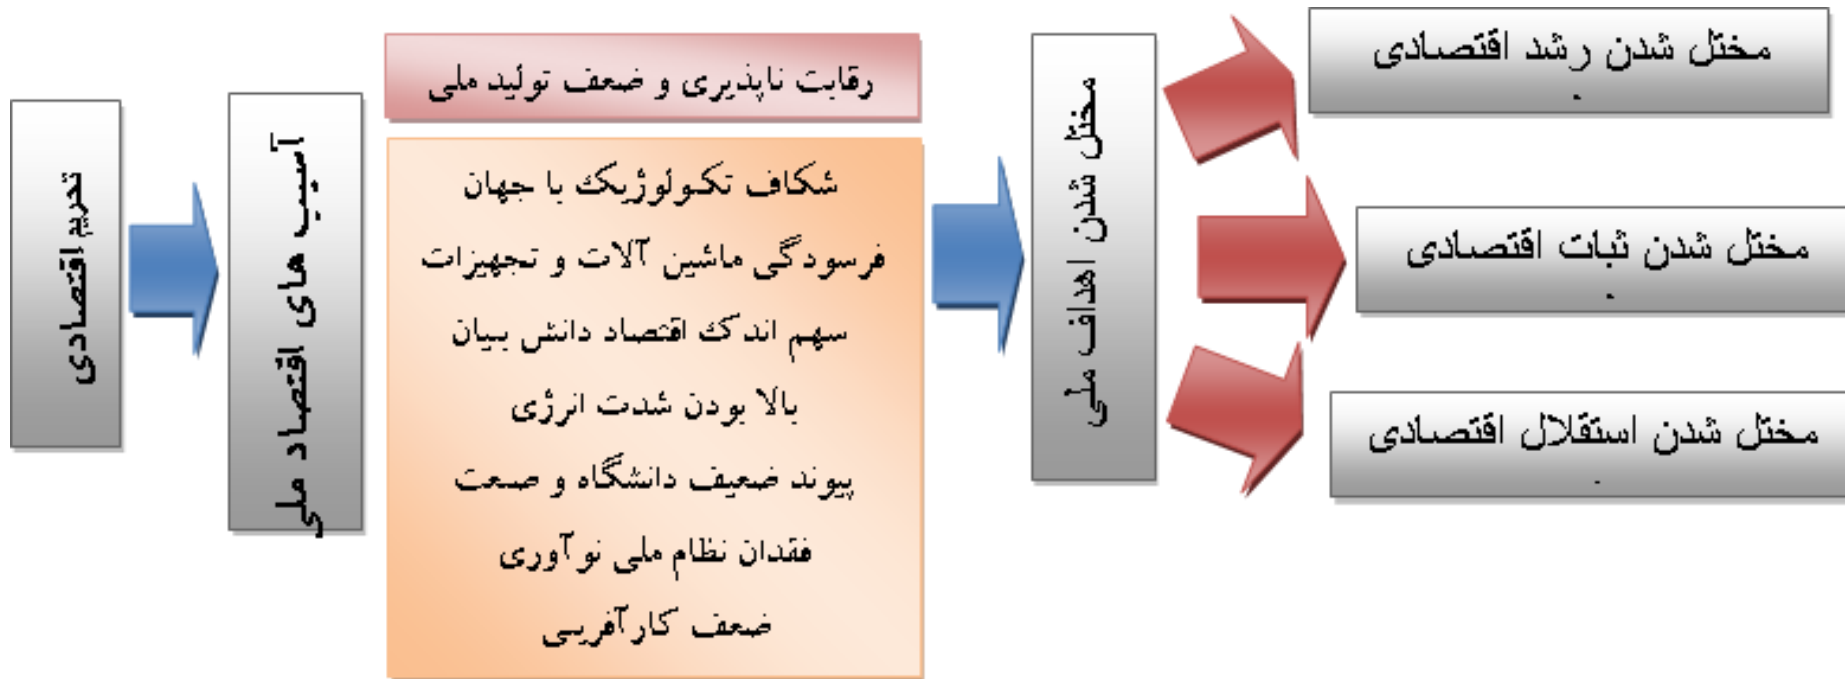 تحریم اقتصادی
آسیب های اقتصاد ملی
رقابت ناپذیری و ضعف تولید ملی
شکاف تکنولوژیک با جهان
فرسودگی ماشین آلات و تجهیزات
سهم اندک اقتصاد دانش بیان
بالا بودن شدت انرژی
پیوند ضعیف دانشگاه و صنعت
فقدان نظام ملی نوآوری
ضعف کارآفرینی
مختل شدن اهداف ملی
مختل شدن رشد اقتصادی
.
مختل شدن ثبات اقتصادی
.
مختل شدن استقلال اقتصادی
.